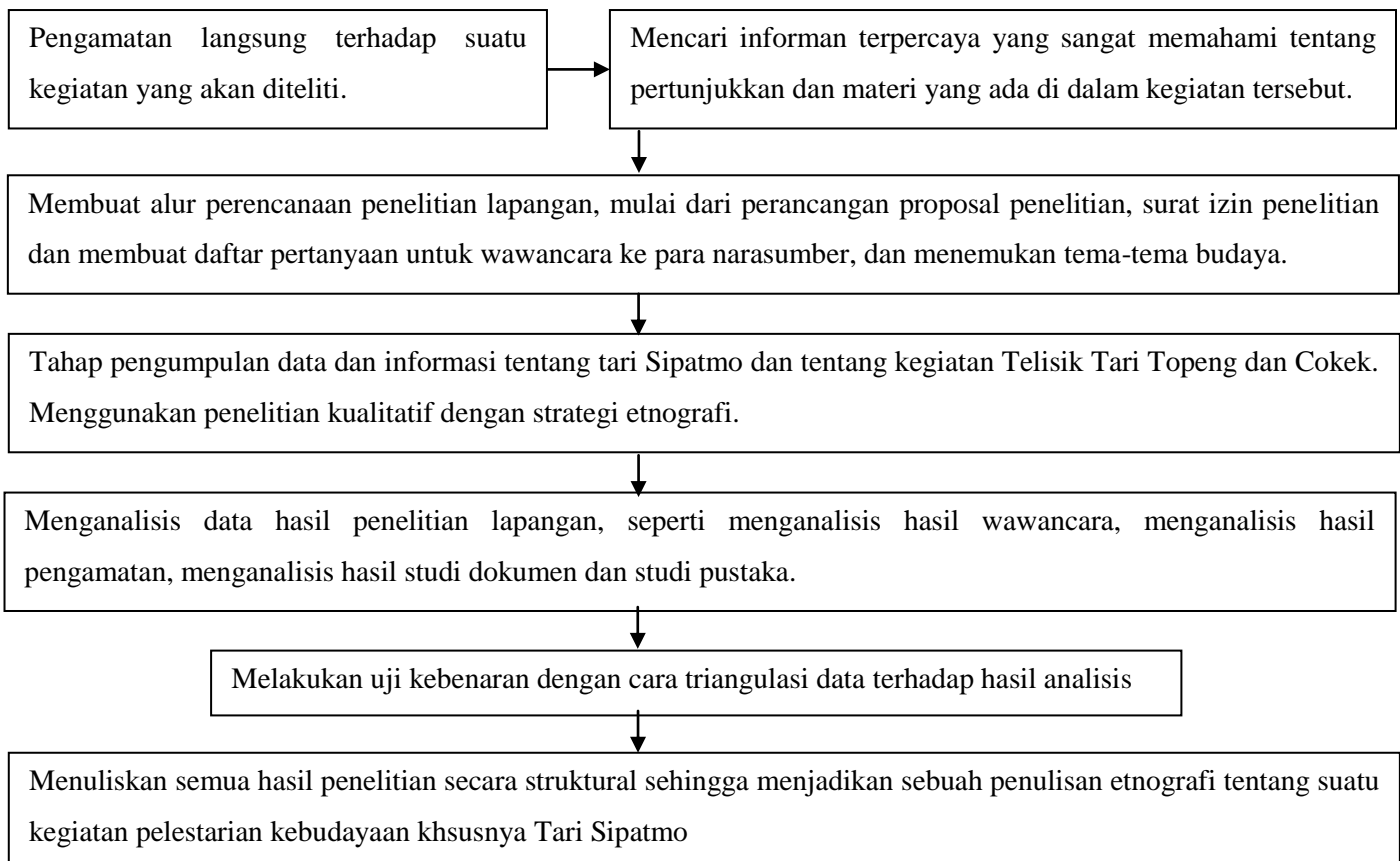 Pengamatan langsung terhadap suatu
kegiatan yang akan diteliti.
Mencari informan terpercaya yang sangat memahami tentang
pertunjukkan dan materi yang ada di dalam kegiatan tersebut.
Membuat alur perencanaan penelitian lapangan, mulai dari perancangan proposal penelitian, surat izin penelitian
dan membuat daftar pertanyaan untuk wawancara ke para narasumber, dan menemukan tema-tema budaya.
Tahap pengumpulan data dan informasi tentang tari Sipatmo dan tentang kegiatan Telisik Tari Topeng dan Cokek.
Menggunakan penelitian kualitatif dengan strategi etnografi.
Menganalisis data hasil penelitian lapangan, seperti menganalisis hasil wawancara, menganalisis hasil
pengamatan, menganalisis hasil studi dokumen dan studi pustaka.
Melakukan uji kebenaran dengan cara triangulasi data terhadap hasil analisis
Menuliskan semua hasil penelitian secara struktural sehingga menjadikan sebuah penulisan etnografi tentang suatu
kegiatan pelestarian kebudayaan khsusnya Tari Sipatmo